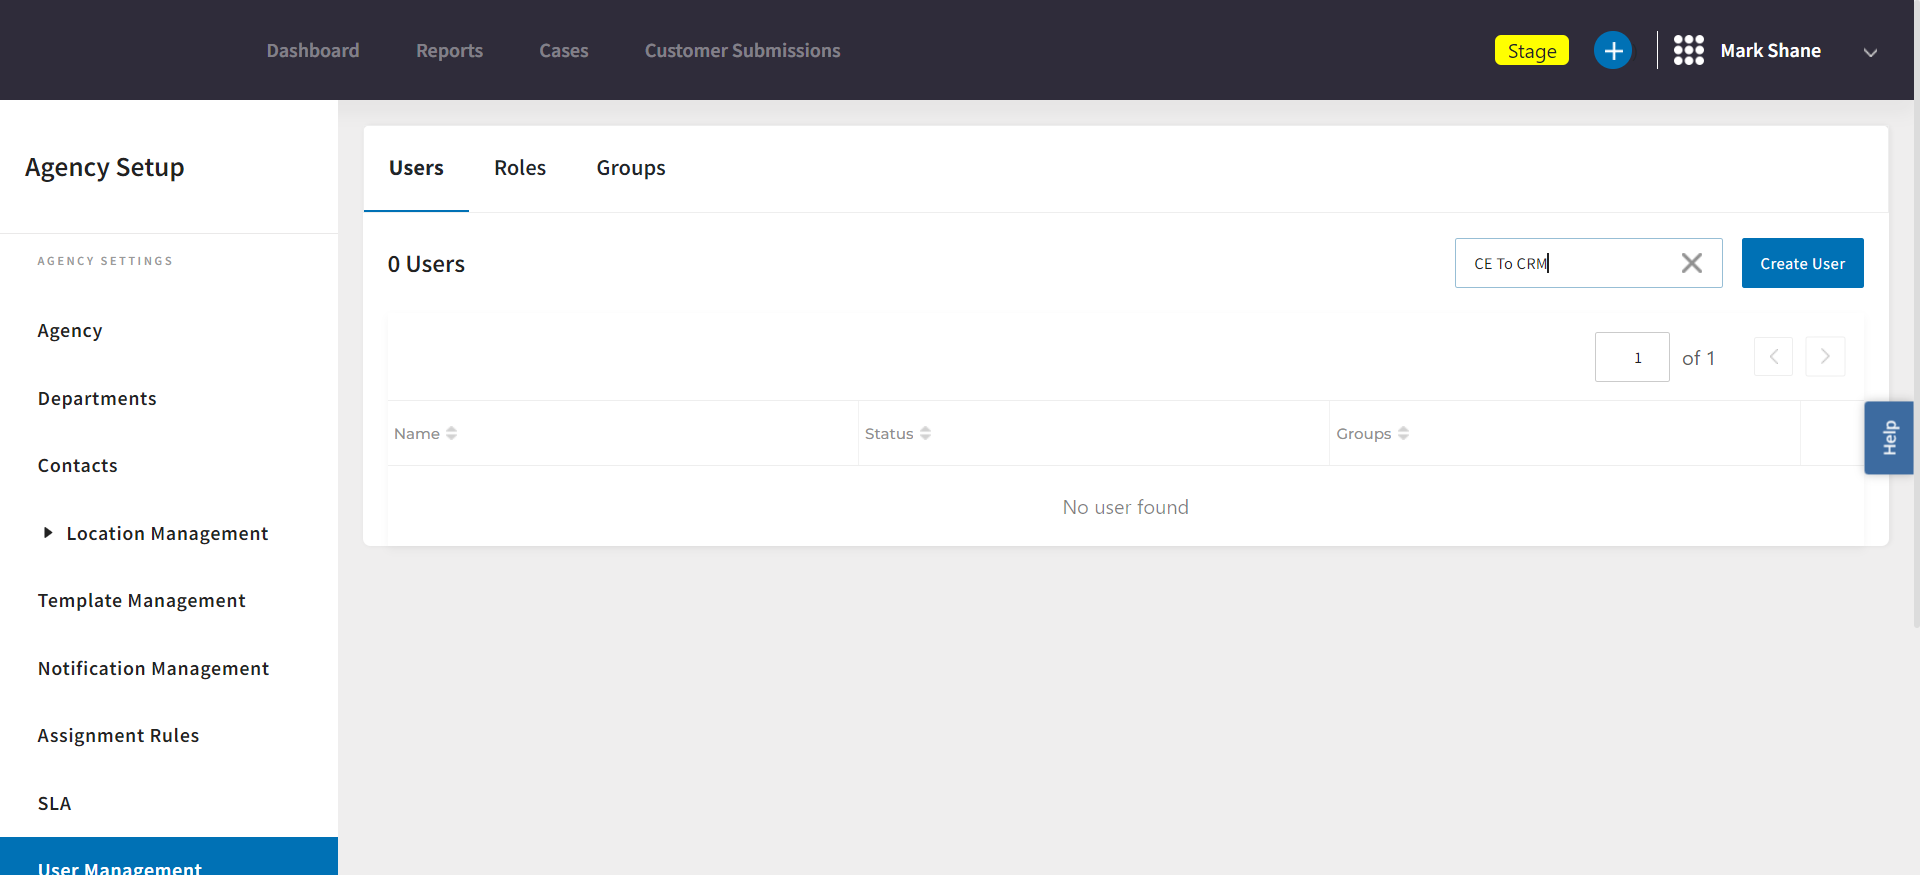 Dashboard Reports Cases Customer Submissions Stage Mark Shane
Agency Setup
AGENCY SETTINGS
Agency
Departments
Contacts
Location Management
Template Management
Notification Management
Assignment Rules
SLA
User Management
Users Roles Groups
0 Users CE To CRM Create User
1 of 1
Name Status Groups
No user found
Help